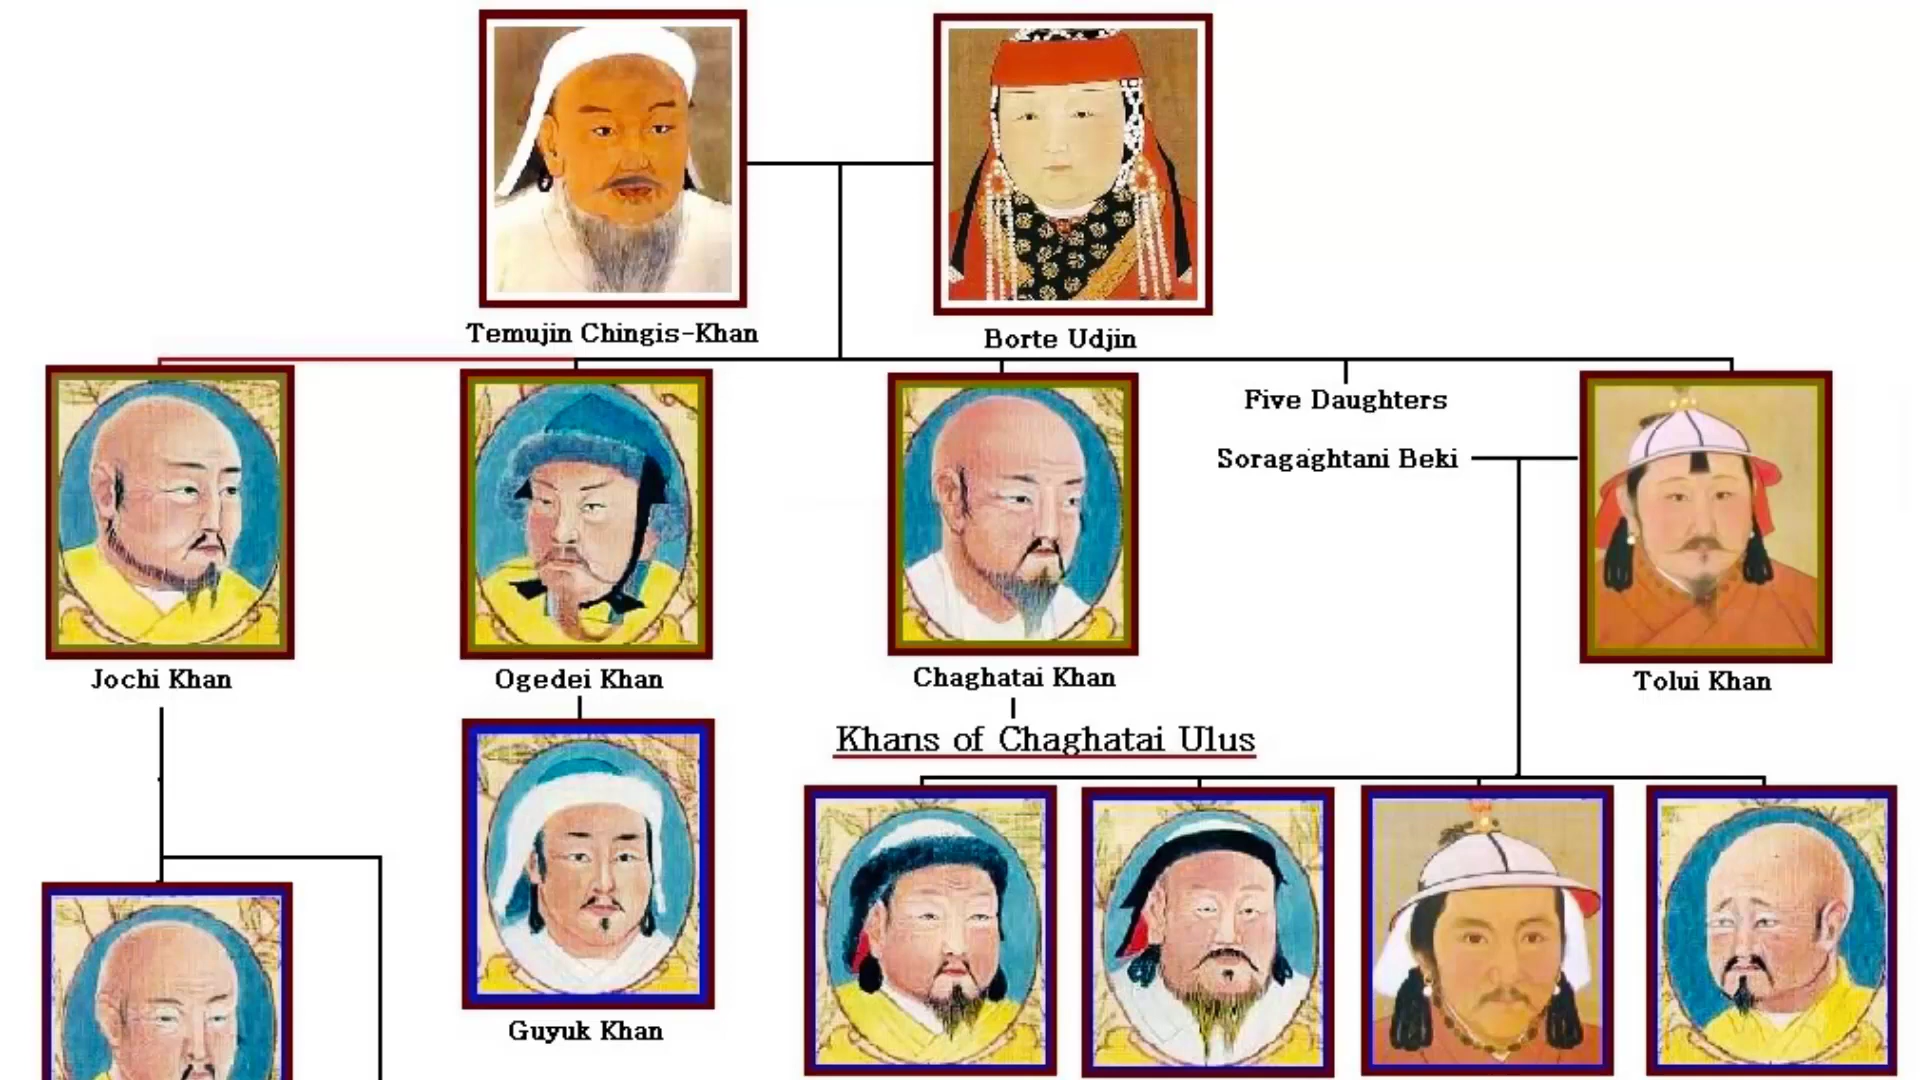 Temujin Chingis-Khan
Borte Udjin
Five Daughters
Soragaghtani Beki
Jochi Khan
Ogedei Khan
Chaghatai Khan
Tolui Khan
Khans of Chaghatai Ulus
Guyuk Khan